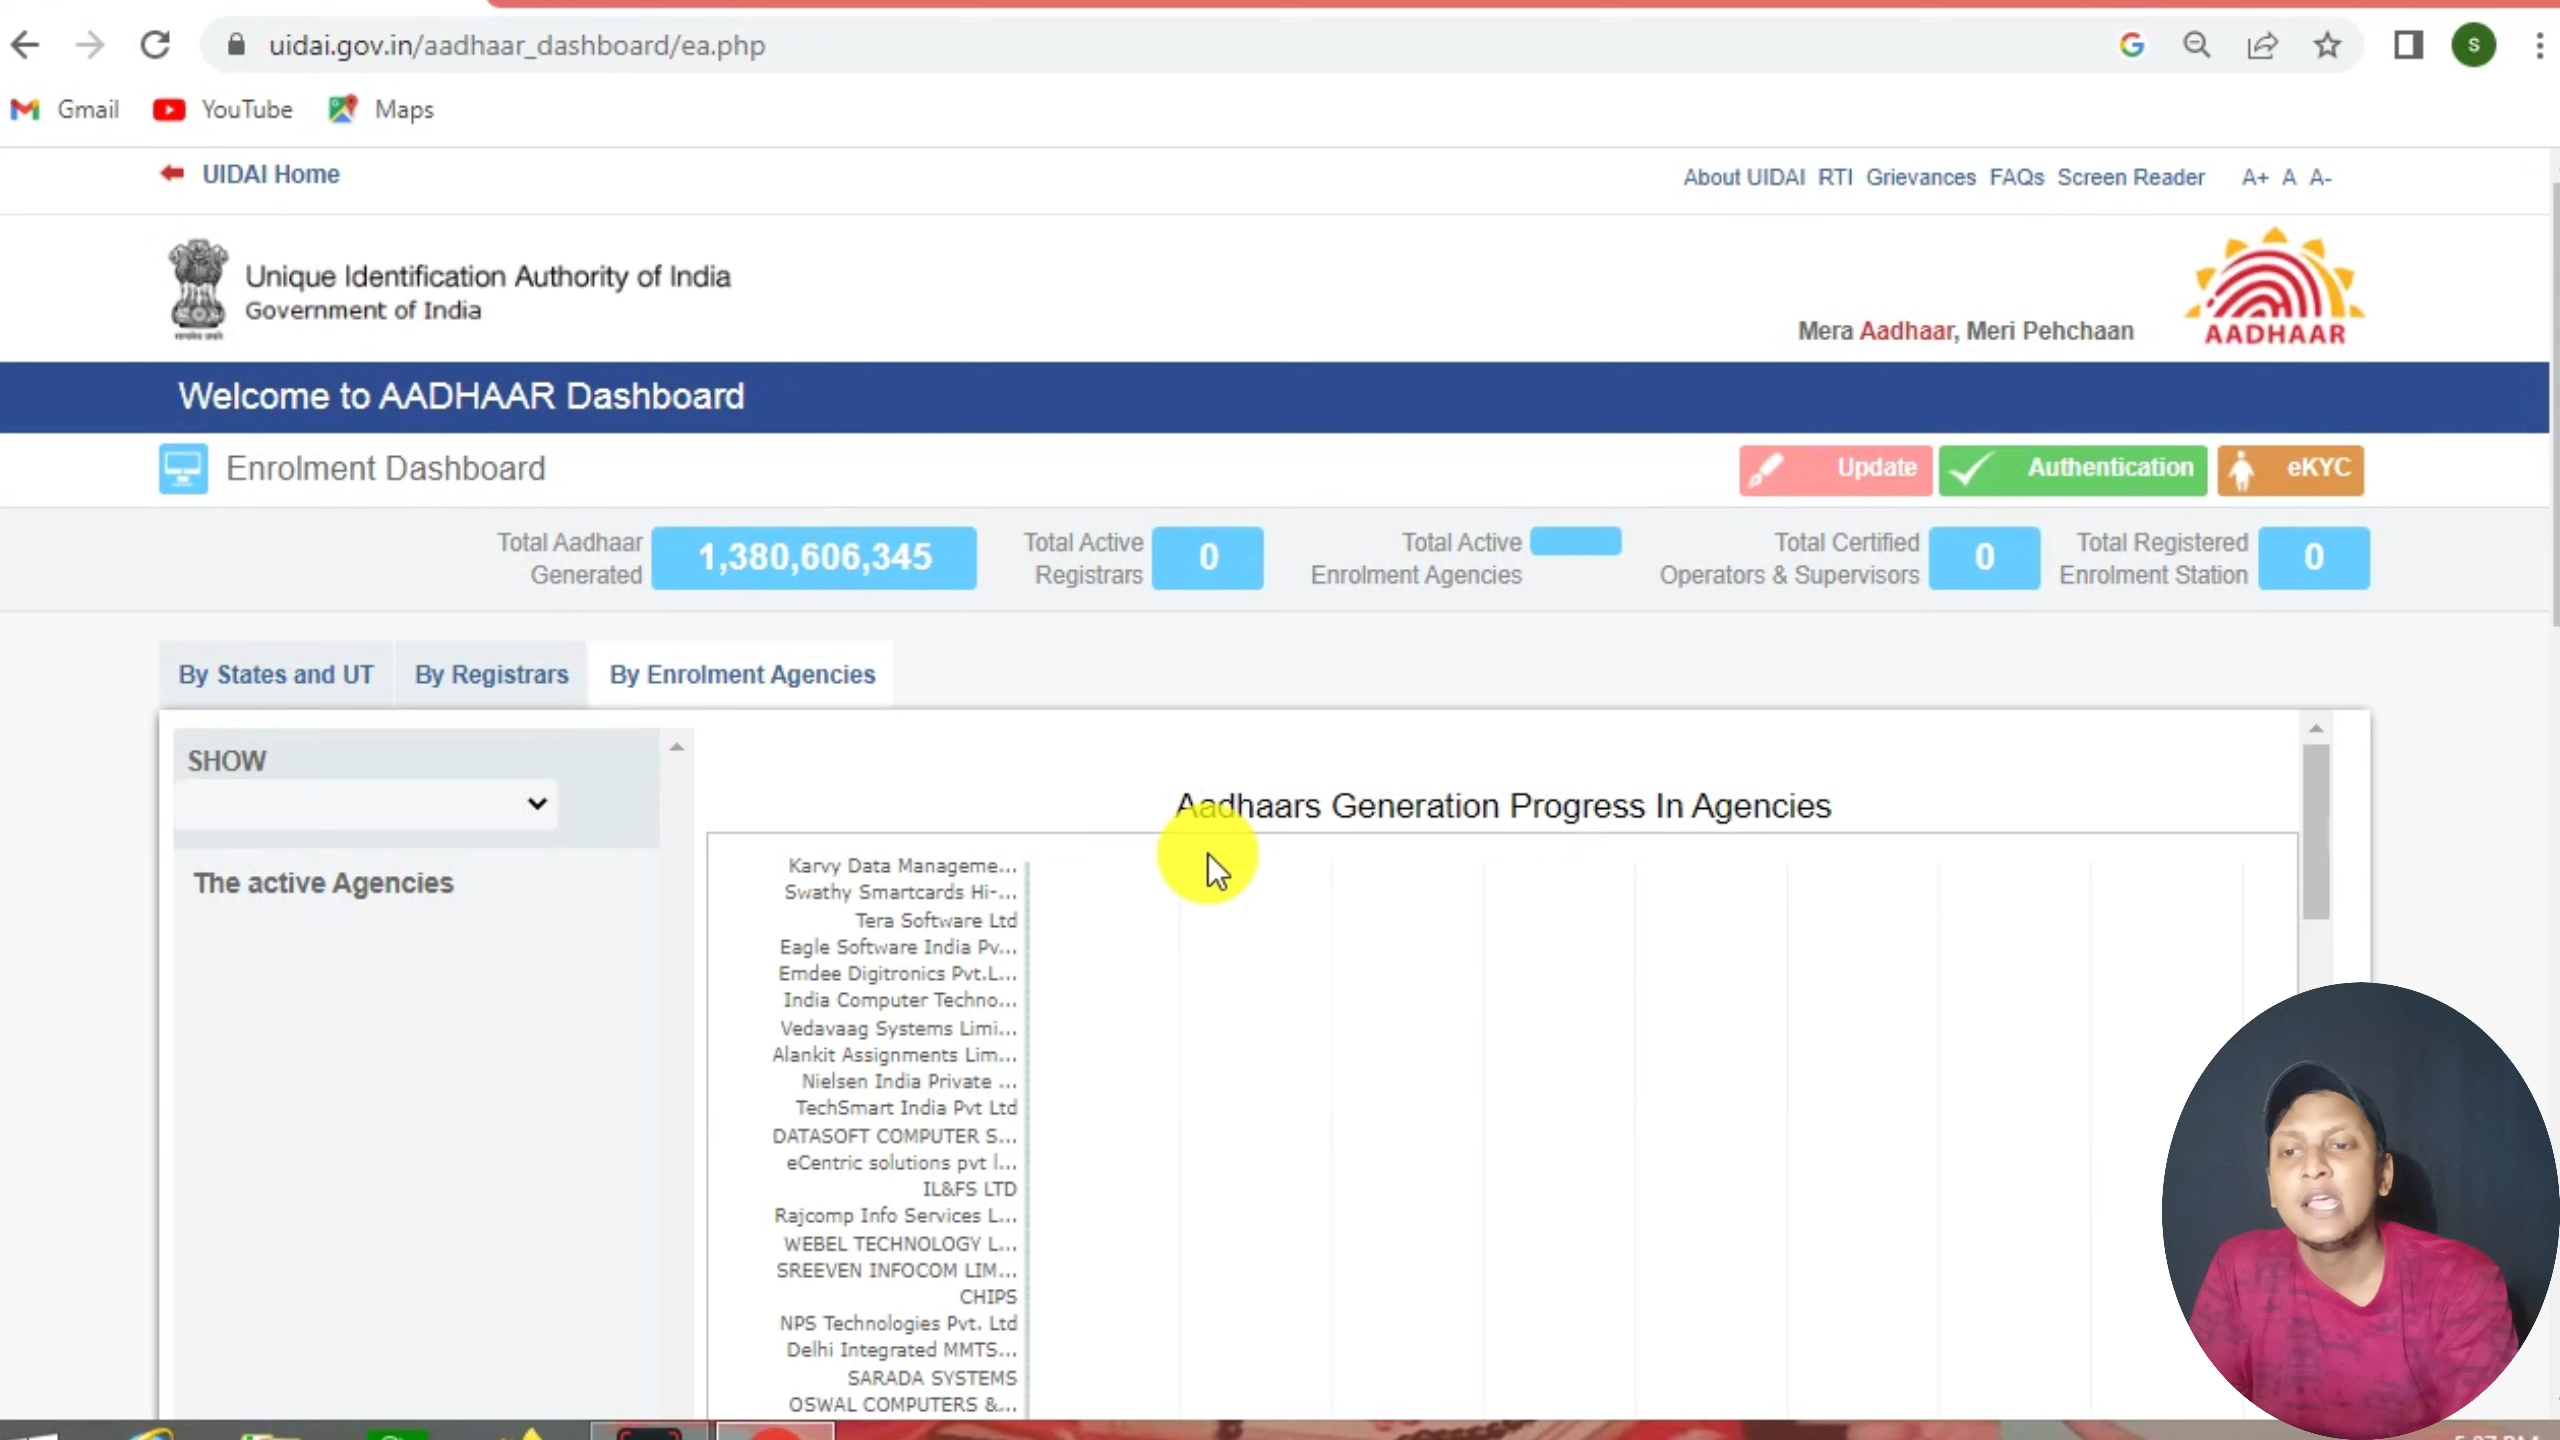 uidai.gov.in/aadhaar_dashboard/ea.php
S
Gmail YouTube Maps
UIDAI Home
About UIDAI RTI Grievances FAQs Screen Reader A+ A A-
Unique Identification Authority of India
Government of India
Mera Aadhaar, Meri Pehchaan
AADHAAR
Welcome to AADHAAR Dashboard
Enrolment Dashboard
Update Authentication eKYC
Total Aadhaar
Generated
1,380,606,345
Total Active
Registrars
0
Total Active
Enrolment Agencies
Total Certified
Operators & Supervisors
0
Total Registered
Enrolment Station
0
By States and UT By Registrars By Enrolment Agencies
SHOW
The active Agencies
Aadhaars Generation Progress In Agencies
Karvy Data Manageme...
Swathy Smartcards Hi-...
Tera Software Ltd
Eagle Software India Pv...
Emdee Digitronics Pvt.L...
India Computer Techno...
Vedavaag Systems Limi...
Alankit Assignments Lim...
Nielsen India Private ...
TechSmart India Pvt Ltd
DATASOFT COMPUTER S...
eCentric solutions pvt l...
IL&FS LTD
Rajcomp Info Services L...
WEBEL TECHNOLOGY L...
SREEVEN INFOCOM LIM...
CHIPS
NPS Technologies Pvt. Ltd
Delhi Integrated MMTS...
SARADA SYSTEMS
OSWAL COMPUTERS &...